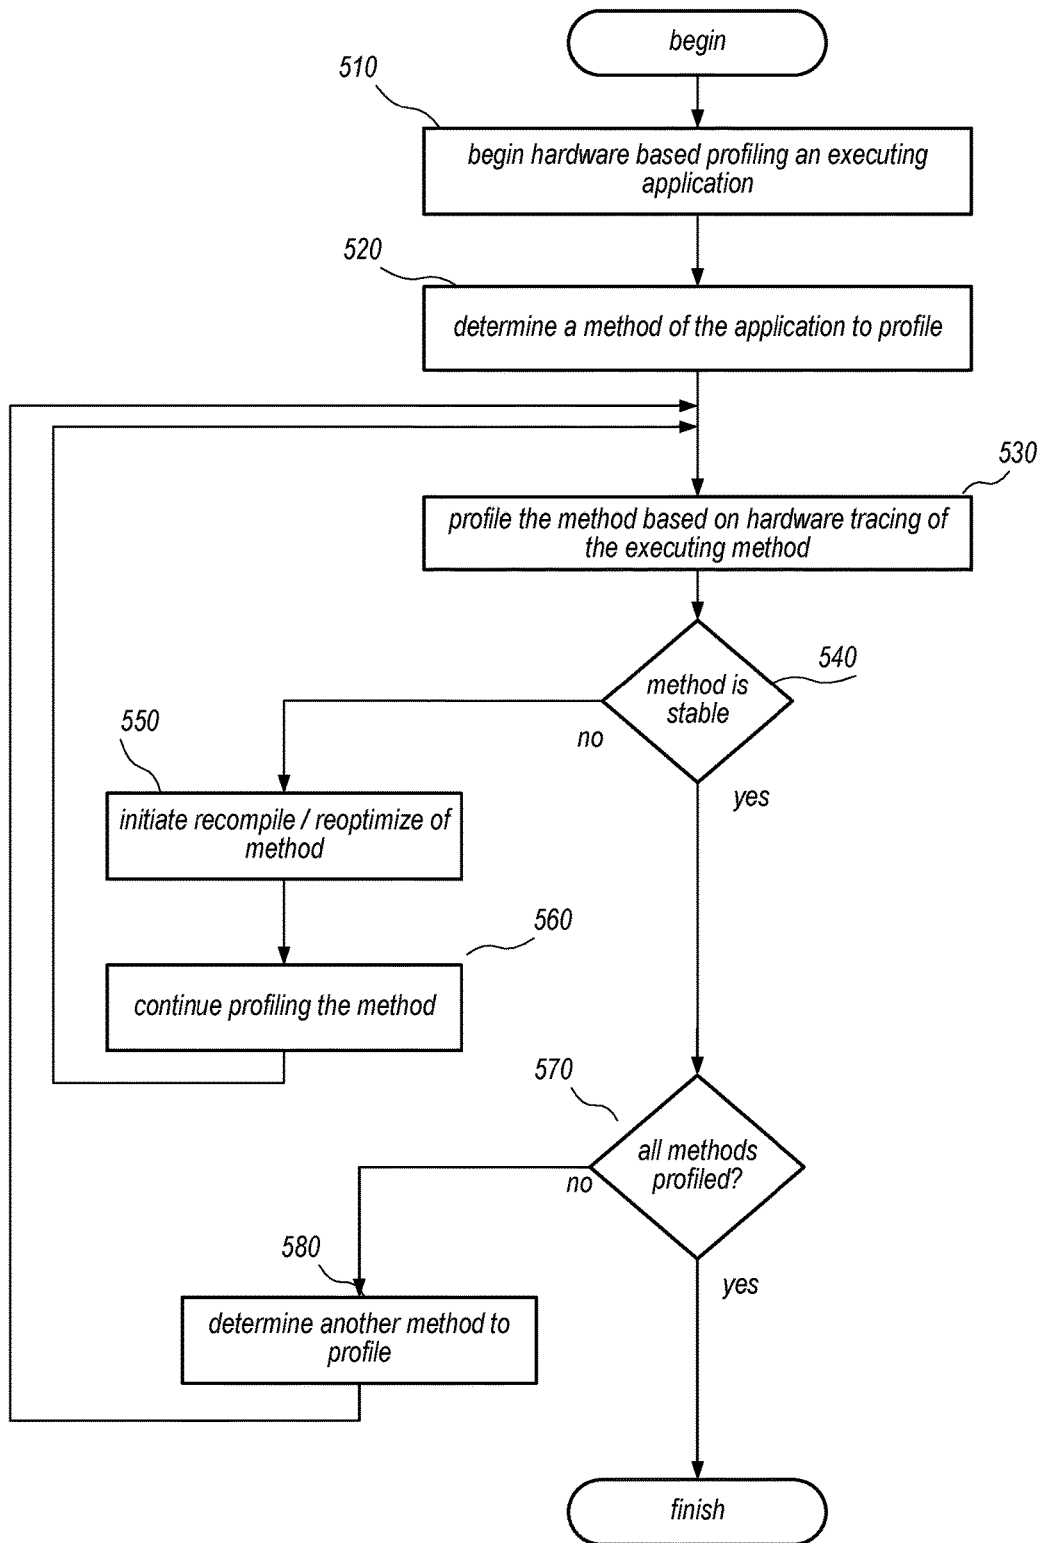 begin
510
begin hardware based profiling an executing
application
520
determine a method of the application to profile
530
profile the method based on hardware tracing of
the executing method
540
method is
stable
no
yes
550
initiate recompile / reoptimize of
method
560
continue profiling the method
570
all methods
profiled?
no
yes
580
determine another method to
profile
finish